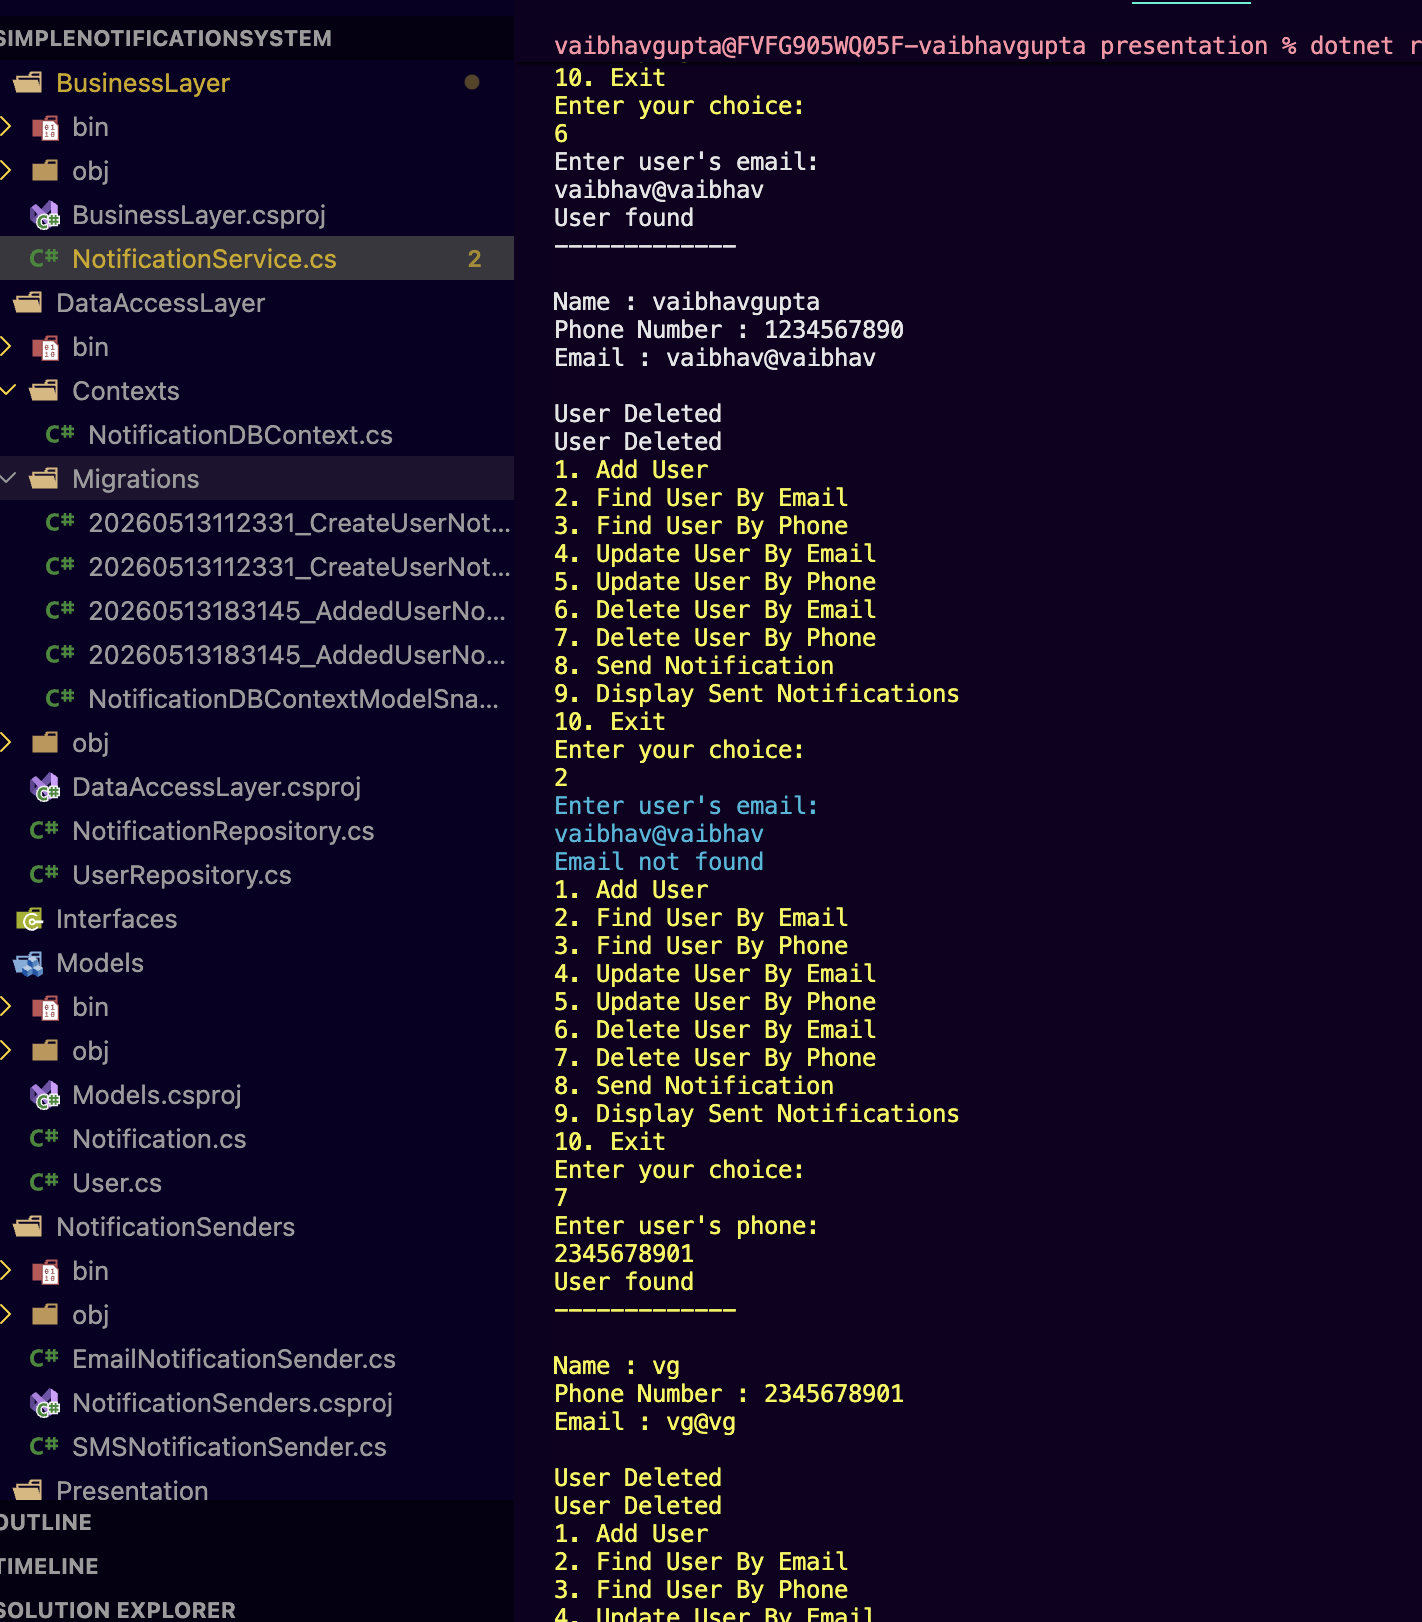 SIMPLENOTIFICATIONSYSTEM
BusinessLayer
bin
obj
BusinessLayer.csproj
NotificationService.cs 2
DataAccessLayer
bin
Contexts
NotificationDBContext.cs
Migrations
20260513112331_CreateUserNot...
20260513112331_CreateUserNot...
20260513183145_AddedUserNo...
20260513183145_AddedUserNo...
NotificationDBContextModelSna...
obj
DataAccessLayer.csproj
NotificationRepository.cs
UserRepository.cs
Interfaces
Models
bin
obj
Models.csproj
Notification.cs
User.cs
NotificationSenders
bin
obj
EmailNotificationSender.cs
NotificationSenders.csproj
SMSNotificationSender.cs
Presentation
OUTLINE
TIMELINE
SOLUTION EXPLORER
vaibhavgupta@FVFG905WQ05F-vaibhavgupta presentation % dotnet r
10. Exit
Enter your choice:
6
Enter user's email:
vaibhav@vaibhav
User found
-------------
Name : vaibhavgupta
Phone Number : 1234567890
Email : vaibhav@vaibhav
User Deleted
User Deleted
1. Add User
2. Find User By Email
3. Find User By Phone
4. Update User By Email
5. Update User By Phone
6. Delete User By Email
7. Delete User By Phone
8. Send Notification
9. Display Sent Notifications
10. Exit
Enter your choice:
2
Enter user's email:
vaibhav@vaibhav
Email not found
1. Add User
2. Find User By Email
3. Find User By Phone
4. Update User By Email
5. Update User By Phone
6. Delete User By Email
7. Delete User By Phone
8. Send Notification
9. Display Sent Notifications
10. Exit
Enter your choice:
7
Enter user's phone:
2345678901
User found
-------------
Name : vg
Phone Number : 2345678901
Email : vg@vg
User Deleted
User Deleted
1. Add User
2. Find User By Email
3. Find User By Phone
4. Update User By Email